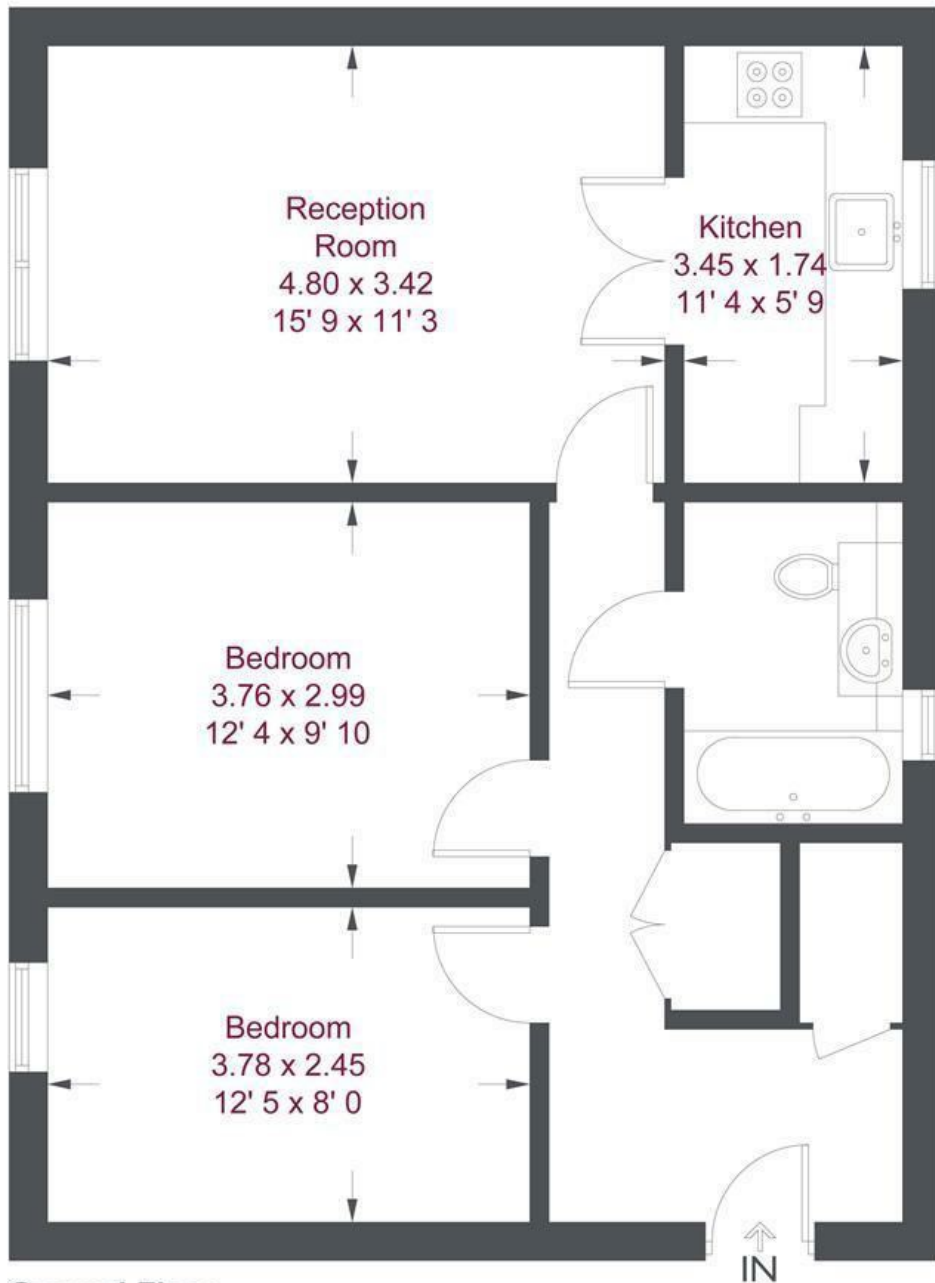 Reception
Room
4.80 x 3.42
15' 9 x 11' 3
Kitchen
3.45 x 1.74
11' 4 x 5' 9
Bedroom
3.76 x 2.99
12' 4 x 9' 10
Bedroom
3.78 x 2.45
12' 5 x 8' 0
IN